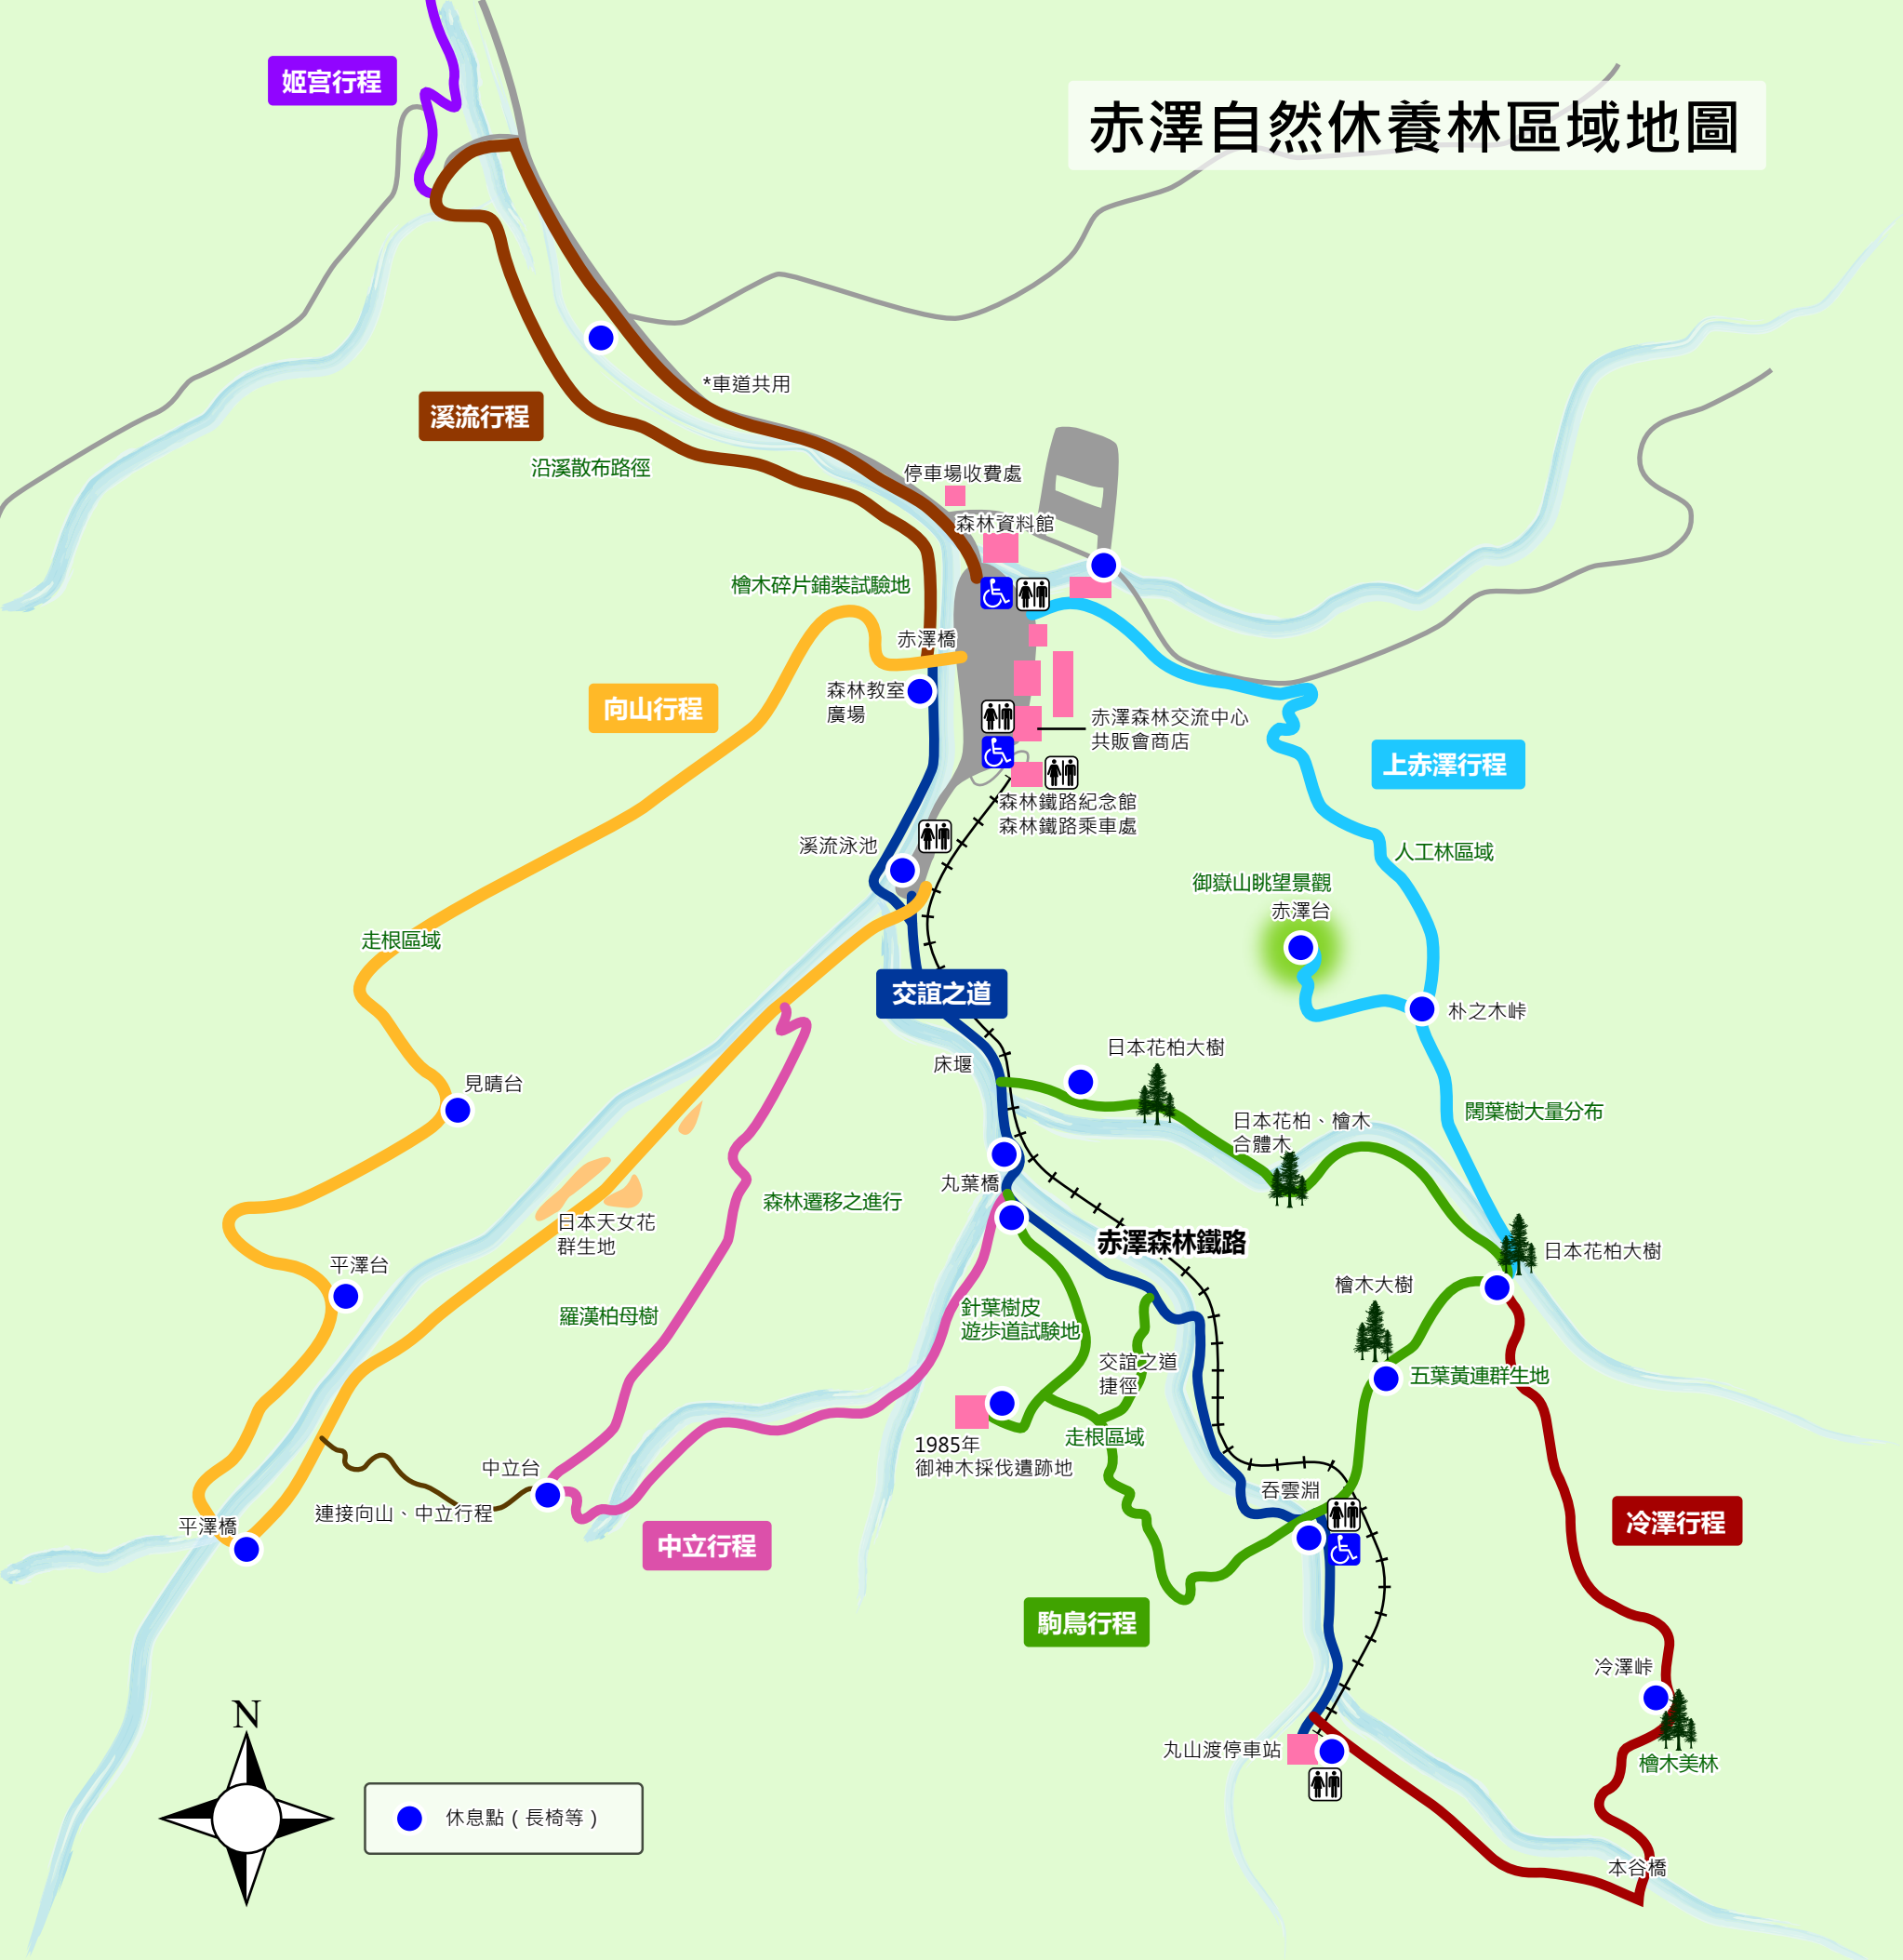 赤澤自然休養林區域地圖
姬宮行程
*車道共用
溪流行程
沿溪散布路徑
停車場收費處
森林資料館
檜木碎片鋪裝試驗地
赤澤橋
森林教室
廣場
向山行程
赤澤森林交流中心
共販會商店
上赤澤行程
森林鐵路紀念館
森林鐵路乘車處
溪流泳池
人工林區域
御嶽山眺望景觀
赤澤台
走根區域
交誼之道
朴之木峠
日本花柏大樹
床堰
見晴台
闊葉樹大量分布
日本花柏、檜木
合體木
丸葉橋
森林遷移之進行
日本天女花
群生地
赤澤森林鐵路
日本花柏大樹
平澤台
檜木大樹
針葉樹皮
遊歩道試驗地
羅漢柏母樹
交誼之道
捷徑
五葉黃連群生地
走根區域
1985年
御神木採伐遺跡地
中立台
吞雲淵
連接向山、中立行程
平澤橋
中立行程
冷澤行程
駒鳥行程
冷澤峠
丸山渡停車站
檜木美林
本谷橋
N
休息點(長椅等)